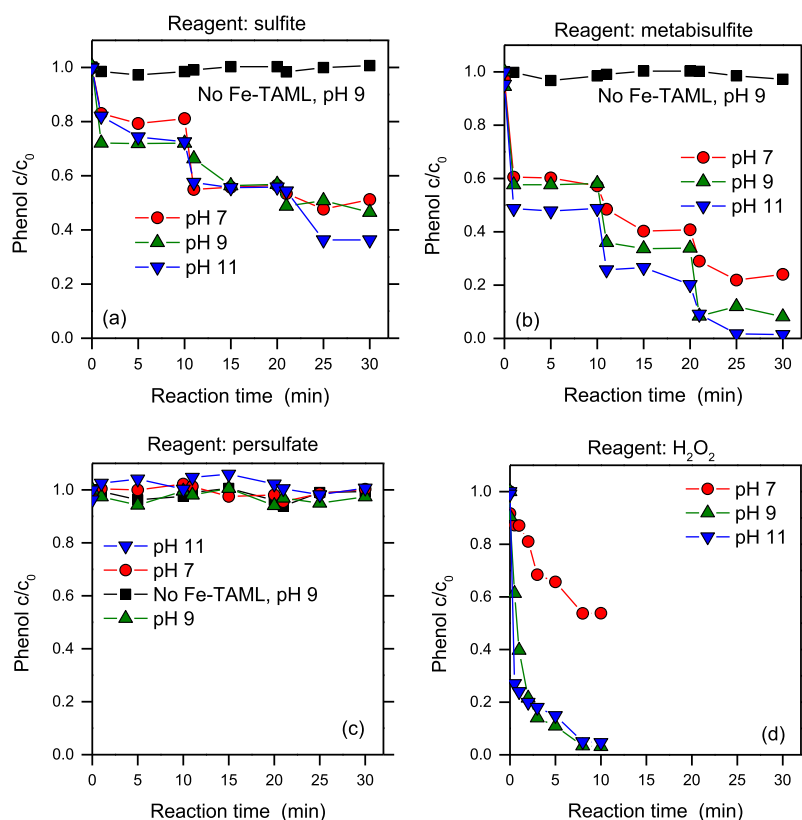 Reagent: sulfite
1.0
0.8
0.6
0.4
0.2
0.0
Phenol c/c₀
No Fe-TAML, pH 9
pH 7
pH 9
pH 11
(a)
0 5 10 15 20 25 30
Reaction time (min)
Reagent: metabisulfite
1.0
0.8
0.6
0.4
0.2
0.0
Phenol c/c₀
No Fe-TAML, pH 9
pH 7
pH 9
pH 11
(b)
0 5 10 15 20 25 30
Reaction time (min)
Reagent: persulfate
1.0
0.8
0.6
0.4
0.2
0.0
Phenol c/c₀
pH 11
pH 7
No Fe-TAML, pH 9
pH 9
(c)
0 5 10 15 20 25 30
Reaction time (min)
Reagent: H₂O₂
1.0
0.8
0.6
0.4
0.2
0.0
Phenol c/c₀
pH 7
pH 9
pH 11
(d)
0 5 10 15 20 25 30
Reaction time (min)